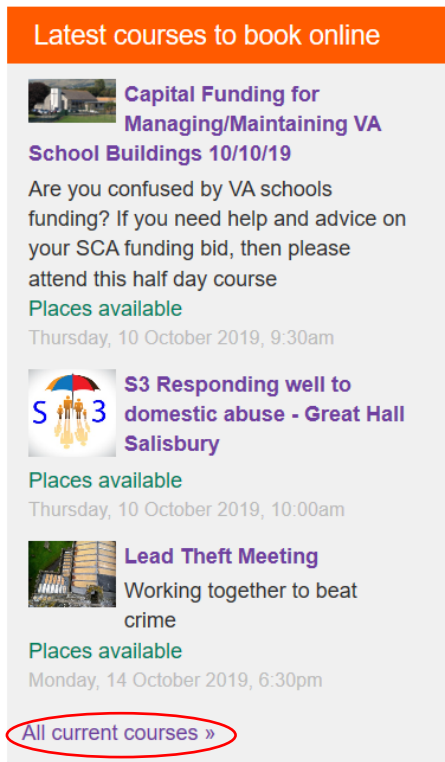 Latest courses to book online
Capital Funding for
Managing/Maintaining VA
School Buildings 10/10/19
Are you confused by VA schools
funding? If you need help and advice on
your SCA funding bid, then please
attend this half day course
Places available
Thursday, 10 October 2019, 9:30am
S 3
S3 Responding well to
domestic abuse - Great Hall
Salisbury
Places available
Thursday, 10 October 2019, 10:00am
Lead Theft Meeting
Working together to beat
crime
Places available
Monday, 14 October 2019, 6:30pm
All current courses »